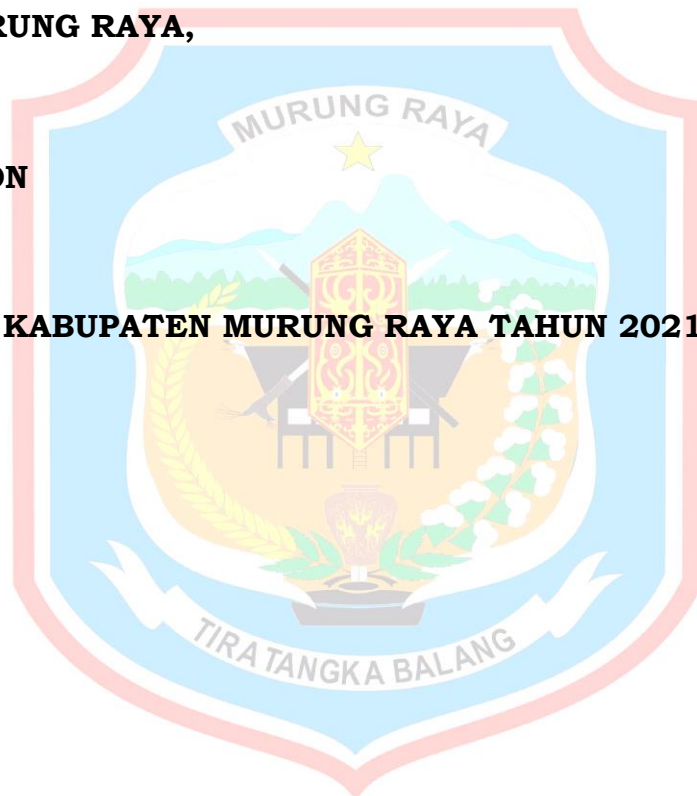 RUNG RAYA,
MURUNG RAYA
ON
KABUPATEN MURUNG RAYA TAHUN 2021
TIRA TANGKA BALANG